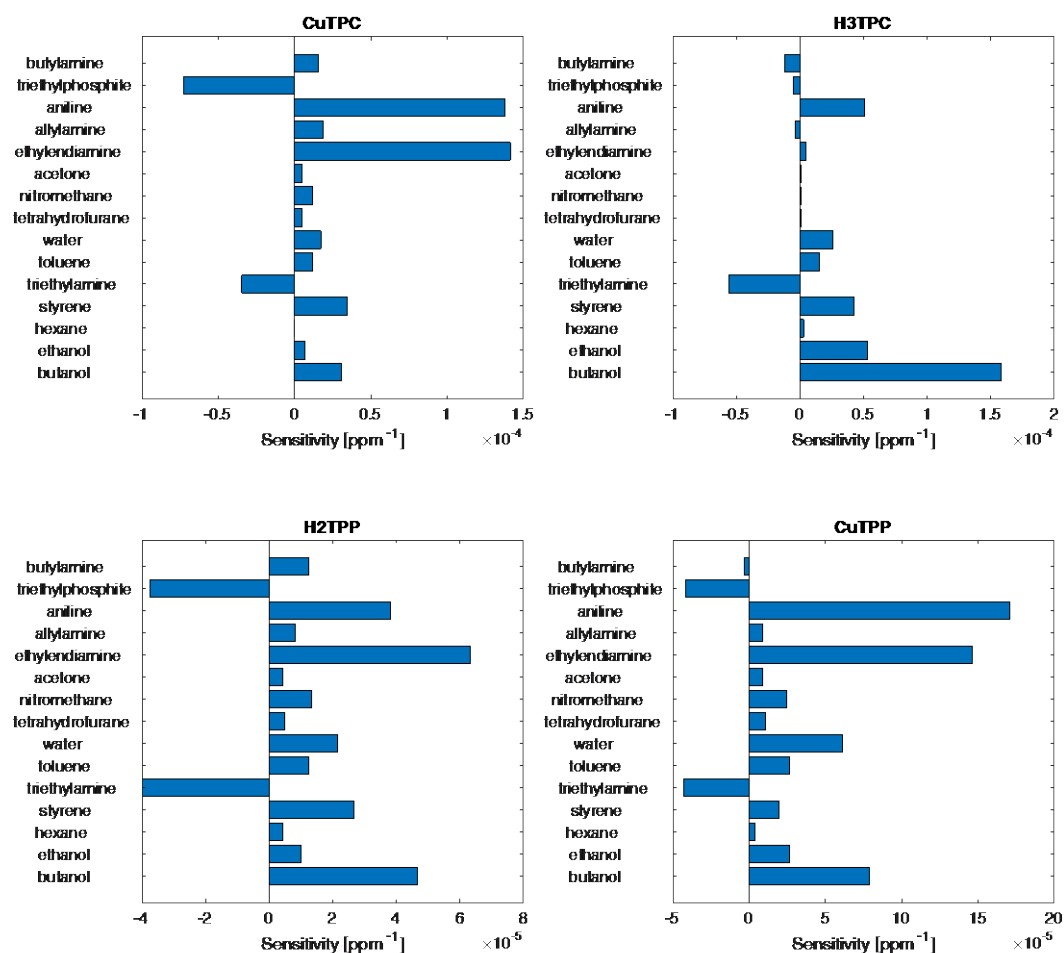 CuTPC
butylamine
triethylphosphite
aniline
allylamine
ethylendiamine
acetone
nitromethane
tetrahydrofurane
water
toluene
triethylamine
styrene
hexane
ethanol
butanol
-1 -0.5 0 0.5 1 1.5
Sensitivity [ppm⁻¹] ×10⁻⁴
H3TPC
butylamine
triethylphosphite
aniline
allylamine
ethylendiamine
acetone
nitromethane
tetrahydrofurane
water
toluene
triethylamine
styrene
hexane
ethanol
butanol
-1 -0.5 0 0.5 1 1.5 2
Sensitivity [ppm⁻¹] ×10⁻⁴
H2TPP
butylamine
triethylphosphite
aniline
allylamine
ethylendiamine
acetone
nitromethane
tetrahydrofurane
water
toluene
triethylamine
styrene
hexane
ethanol
butanol
-4 -2 0 2 4 6 8
Sensitivity [ppm⁻¹] ×10⁻⁵
CuTPP
butylamine
triethylphosphite
aniline
allylamine
ethylendiamine
acetone
nitromethane
tetrahydrofurane
water
toluene
triethylamine
styrene
hexane
ethanol
butanol
-5 0 5 10 15 20
Sensitivity [ppm⁻¹] ×10⁻⁵